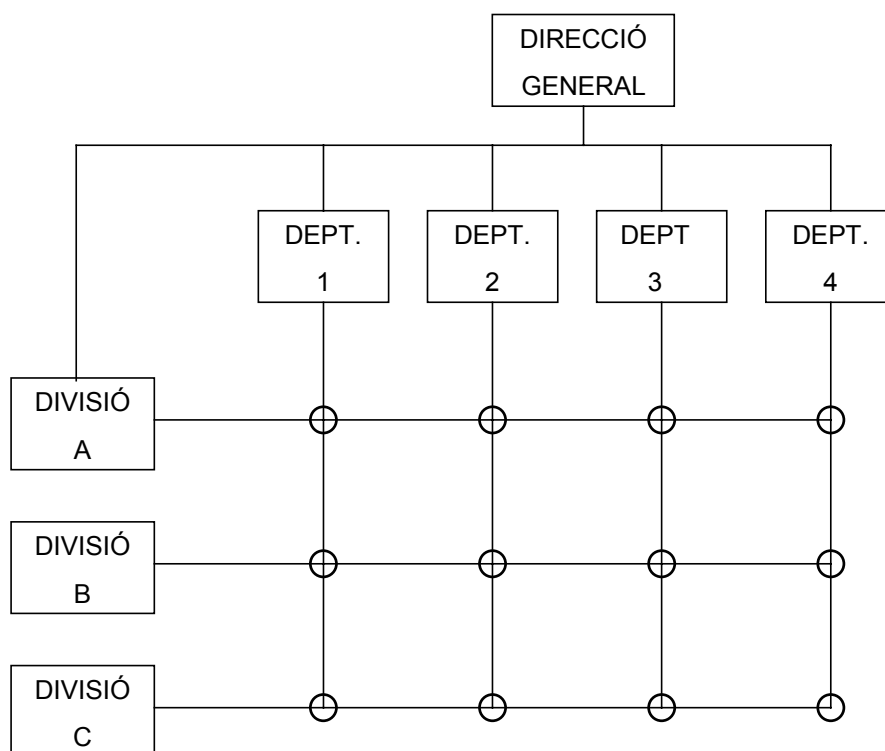 DIRECCIÓ
GENERAL
DEPT.
1
DEPT.
2
DEPT
3
DEPT.
4
DIVISIÓ
A
DIVISIÓ
B
DIVISIÓ
C